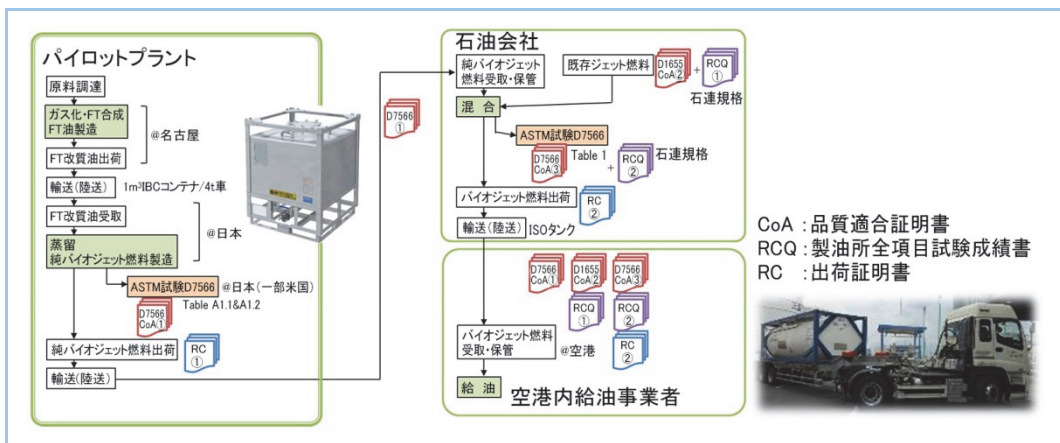 パイロットプラント
原料調達
ガス化・FT合成
FT油製造
@名古屋
FT改質油出荷
輸送(陸送)
1m³IBCコンテナ/4t車
FT改質油受取
@日本
蒸留
純バイオジェット燃料製造
ASTM試験D7566
@日本(一部米国)
Table A1.1&A1.2
D7566
CoA①
純バイオジェット燃料出荷
RC
①
輸送(陸送)
D7566
①
石油会社
純バイオジェット
燃料受取・保管
既存ジェット燃料
D1655
CoA②
+
RCQ
①
石連規格
混合
ASTM試験D7566
Table 1
D7566
CoA③
+
RCQ
②
石連規格
バイオジェット燃料出荷
RC
②
輸送(陸送)
ISOタンク
D7566
CoA①
D1655
CoA②
D7566
CoA③
RCQ
①
RCQ
②
バイオジェット燃料
受取・保管
@空港
RC
②
給油
空港内給油事業者
CoA :品質適合証明書
RCQ :製油所全項目試験成績書
RC :出荷証明書